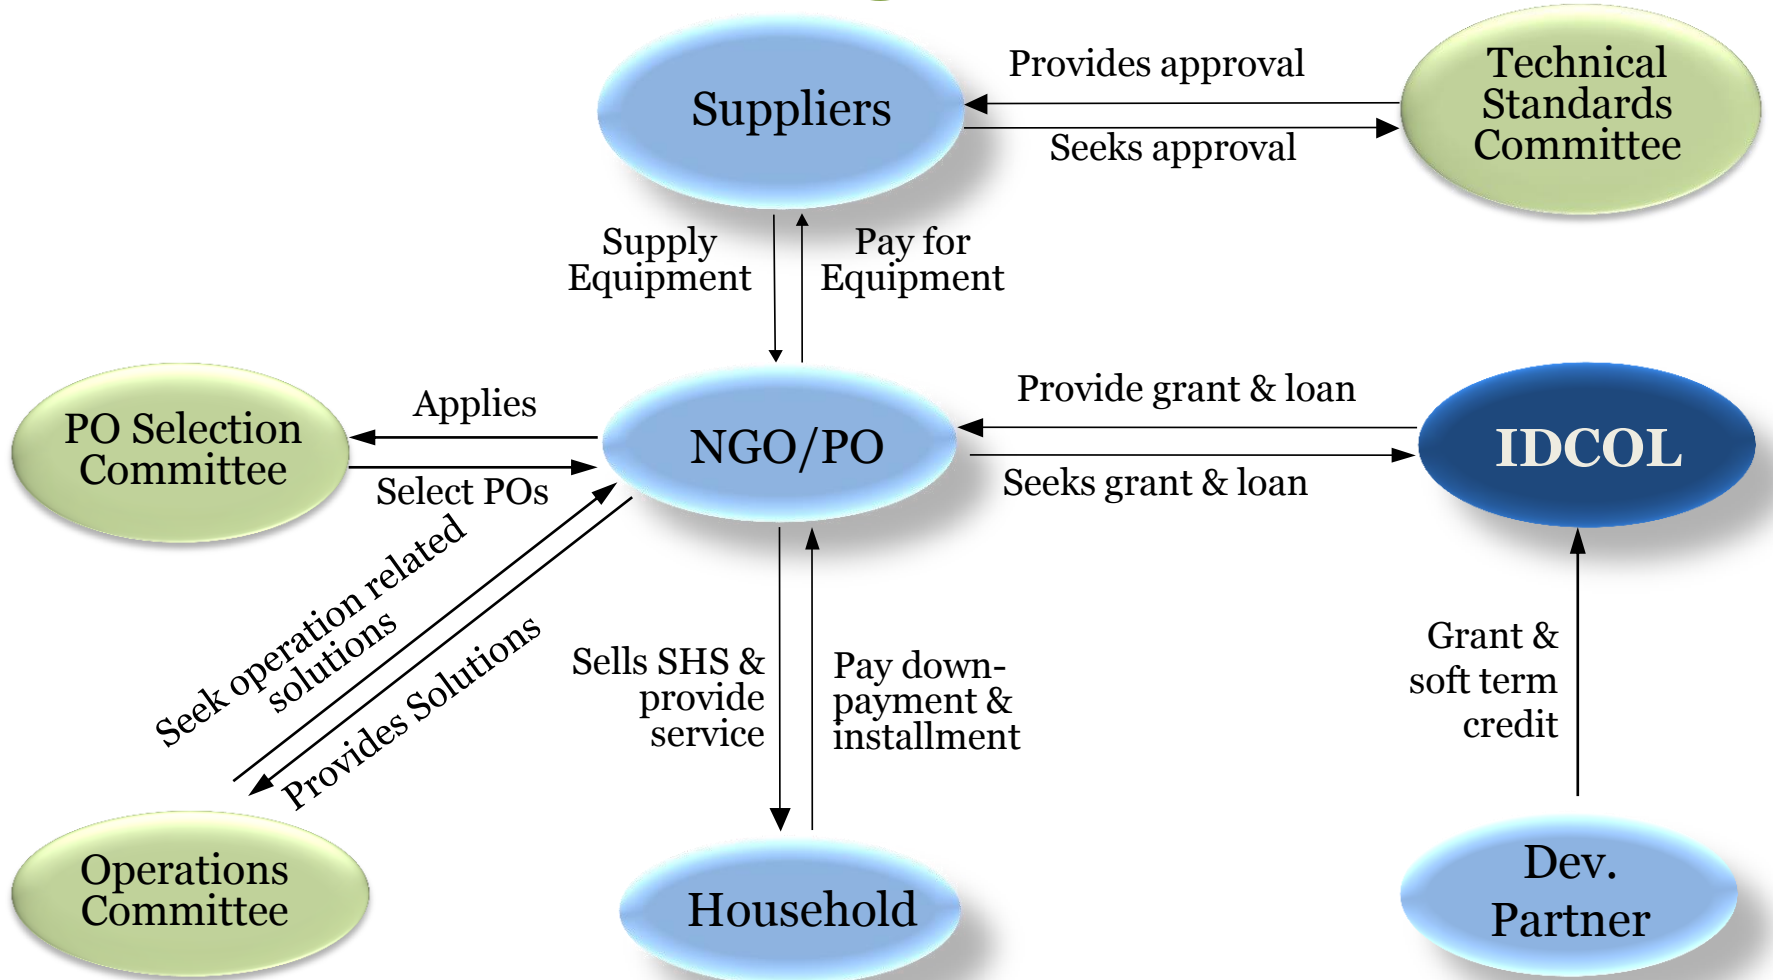 Suppliers
Provides approval
Seeks approval
Technical
Standards
Committee
Supply
Equipment
Pay for
Equipment
PO Selection
Committee
Applies
Select POs
NGO/PO
Provide grant & loan
Seeks grant & loan
IDCOL
Seek operation related
solutions
Provides Solutions
Sells SHS &
provide
service
Pay down-
payment &
installment
Grant &
soft term
credit
Operations
Committee
Household
Dev.
Partner